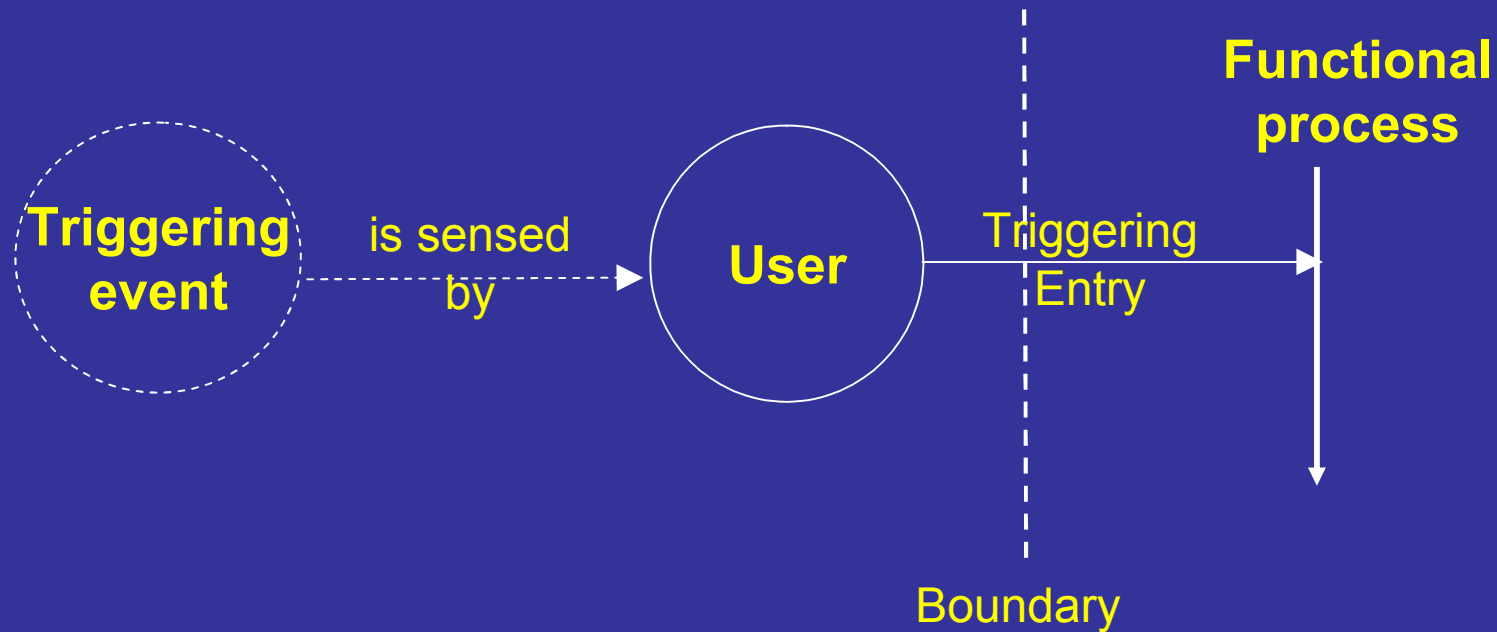 Functional
process
Triggering
event
is sensed
by
User
Triggering
Entry
Boundary